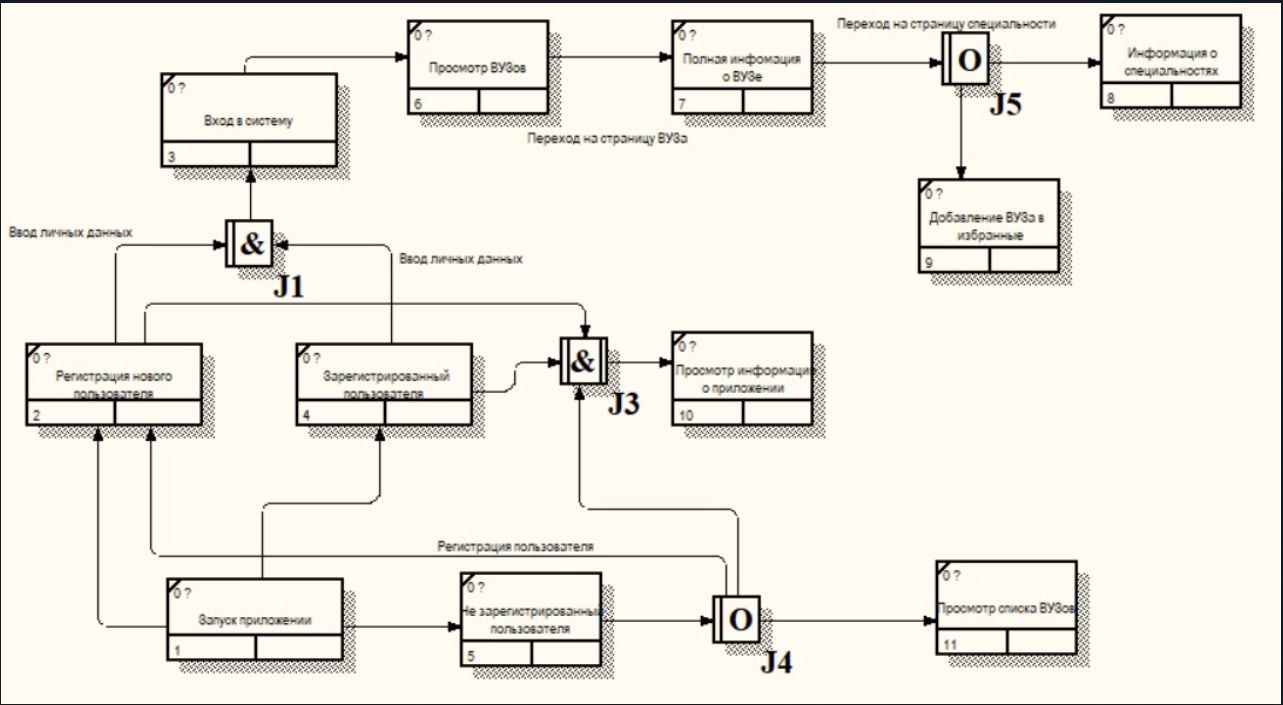 Переход на страницу специальности
0 ?
Просмотр ВУЗов
6
0 ?
Полная инфомация
о ВУЗе
7
O
J5
0 ?
Информация о
специальностях
8
0 ?
Вход в систему
3
Переход на страницу ВУЗа
0 ?
Добавление ВУЗа в
избранные
9
Ввод личных данных
&
J1
Ввод личных данных
0 ?
Регистрация нового
пользователя
2
0 ?
Зарегистрированный
пользователя
4
&
J3
0 ?
Просмотр информации
о приложении
10
Регистрация пользователя
0 ?
Запуск приложении
1
0 ?
Не зарегистрированный
пользователя
5
O
J4
0 ?
Просмотр списка ВУЗов
11